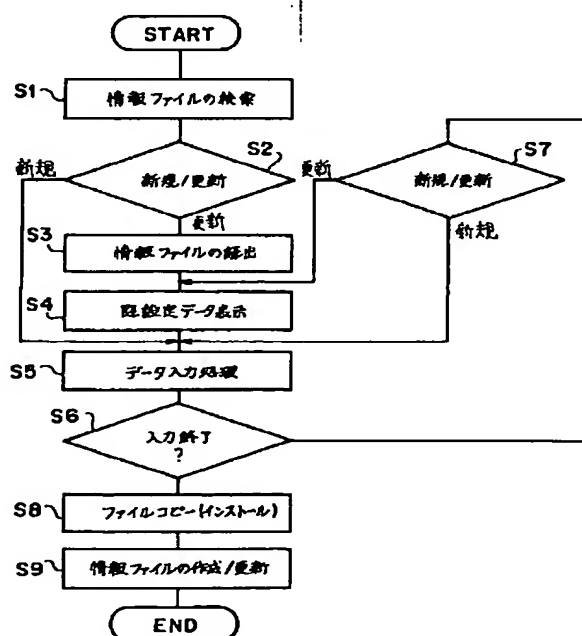 START
S1 情報ファイルの検索
S2 S7
新規 新規/更新 更新 新規/更新
更新 新規
S3 情報ファイルの読出
S4 既設定データ表示
S5 データ入力処理
S6 入力終了
?
S8 ファイルコピー(インストール)
S9 情報ファイルの作成/更新
END